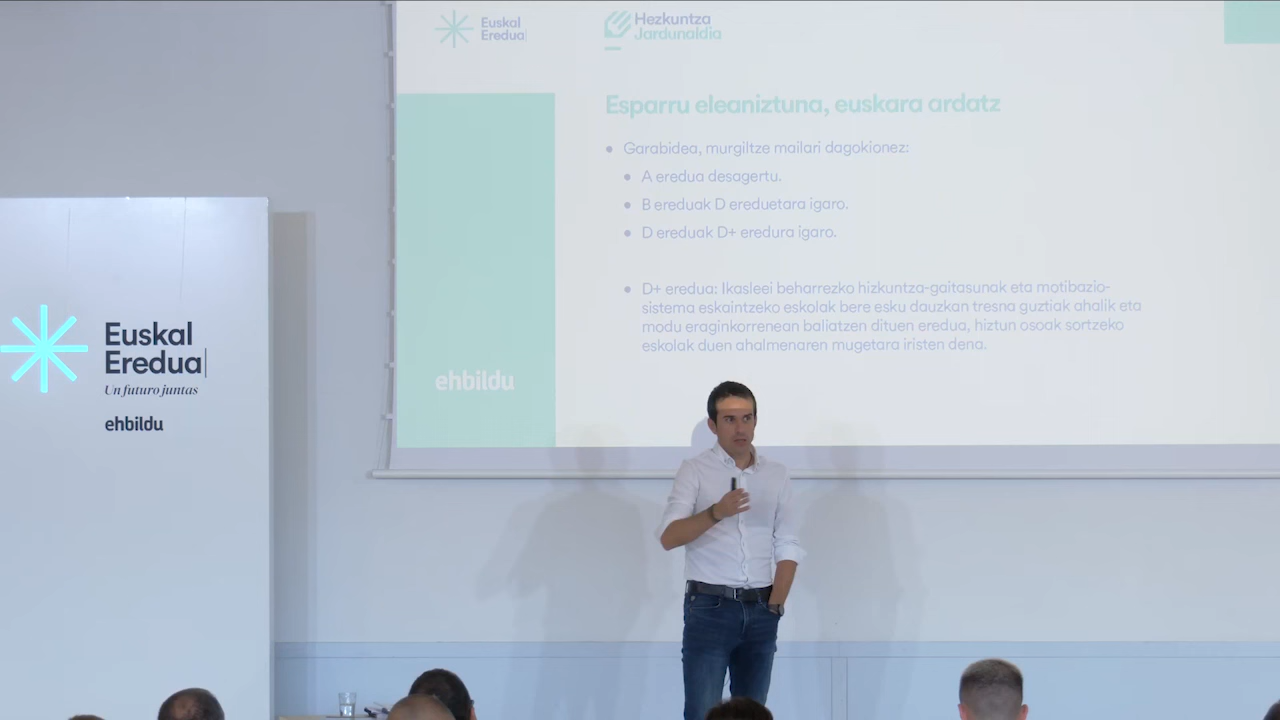 Euskal
Eredua
Hezkuntza
Jardunaldia
Esparru eleaniztuna, euskara ardatz
• Garabidea, murgiltze mailari dagokionez:
• A eredua desagertu.
• B ereduak D ereduetara igaro.
• D ereduak D+ eredura igaro.
• D+ eredua: Ikasleei beharrezko hizkuntza-gaitasunak eta motibazio-
sistema eskaintzeko eskolak bere esku dauzkan tresna guztiak ahalik eta
modu eraginkorrenean baliatzen dituen eredua, hiztun osoak sortzeko
eskolak duen ahalmenaren mugetara iristen dena.
ehbildu
Euskal
Eredua
Un futuro juntas
ehbildu